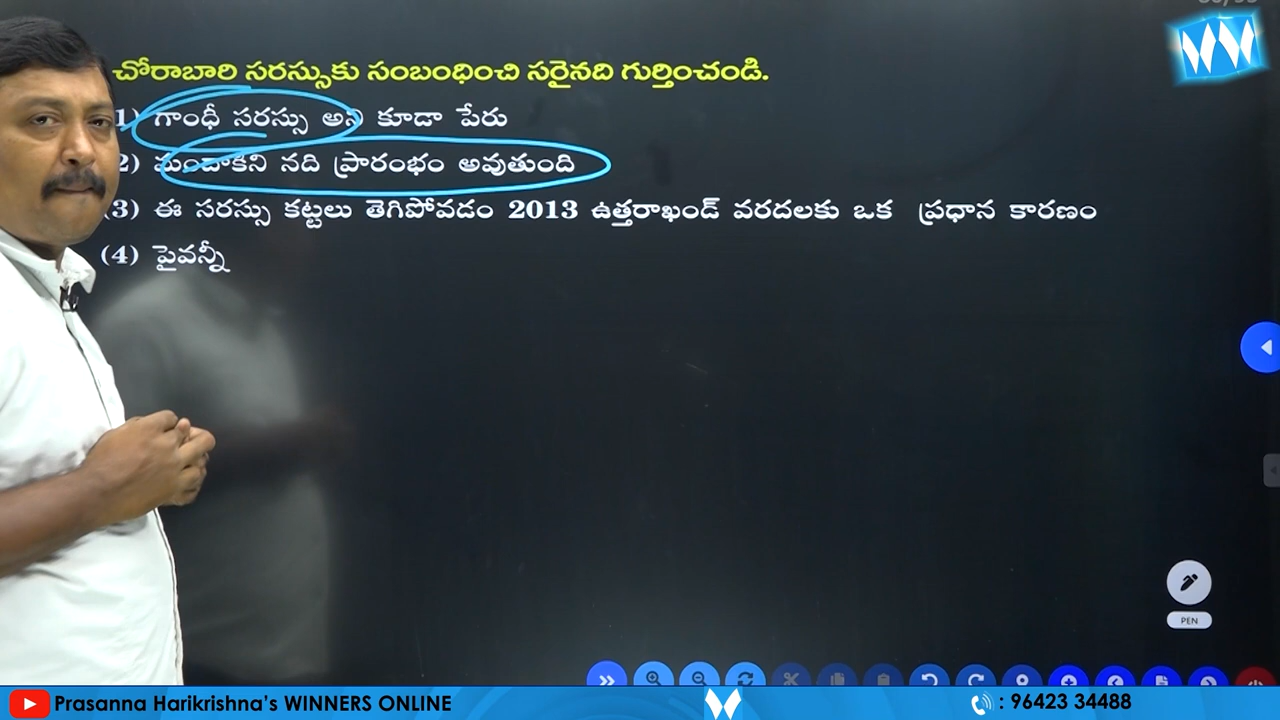 చోరాబారి సరస్సుకు సంబంధించి సరైనది గుర్తించండి.
1) గాంధీ సరస్సు అని కూడా పేరు
2) మందాకిని నది ప్రారంభం అవుతుంది
(3) ఈ సరస్సు కట్టలు తెగిపోవడం 2013 ఉత్తరాఖండ్ వరదలకు ఒక ప్రధాన కారణం
(4) పైవన్నీ
PEN
Prasanna Harikrishna's WINNERS ONLINE
: 96423 34488